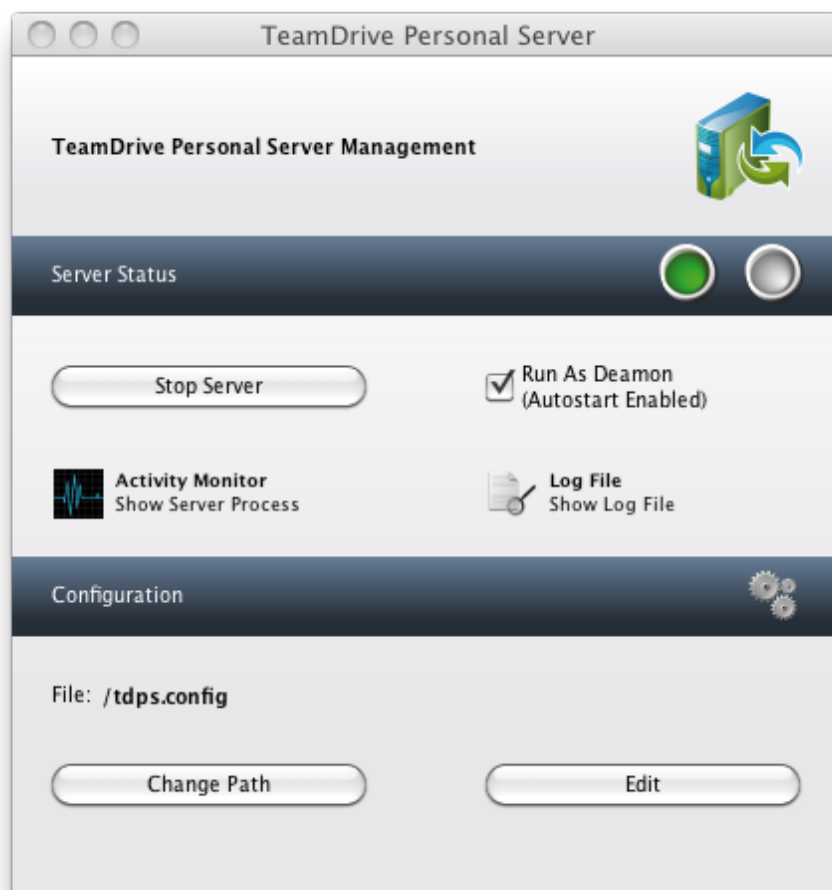 TeamDrive Personal Server
TeamDrive Personal Server Management
Server Status
Stop Server
Run As Deamon
(Autostart Enabled)
Activity Monitor
Show Server Process
Log File
Show Log File
Configuration
File: /tdps.config
Change Path
Edit